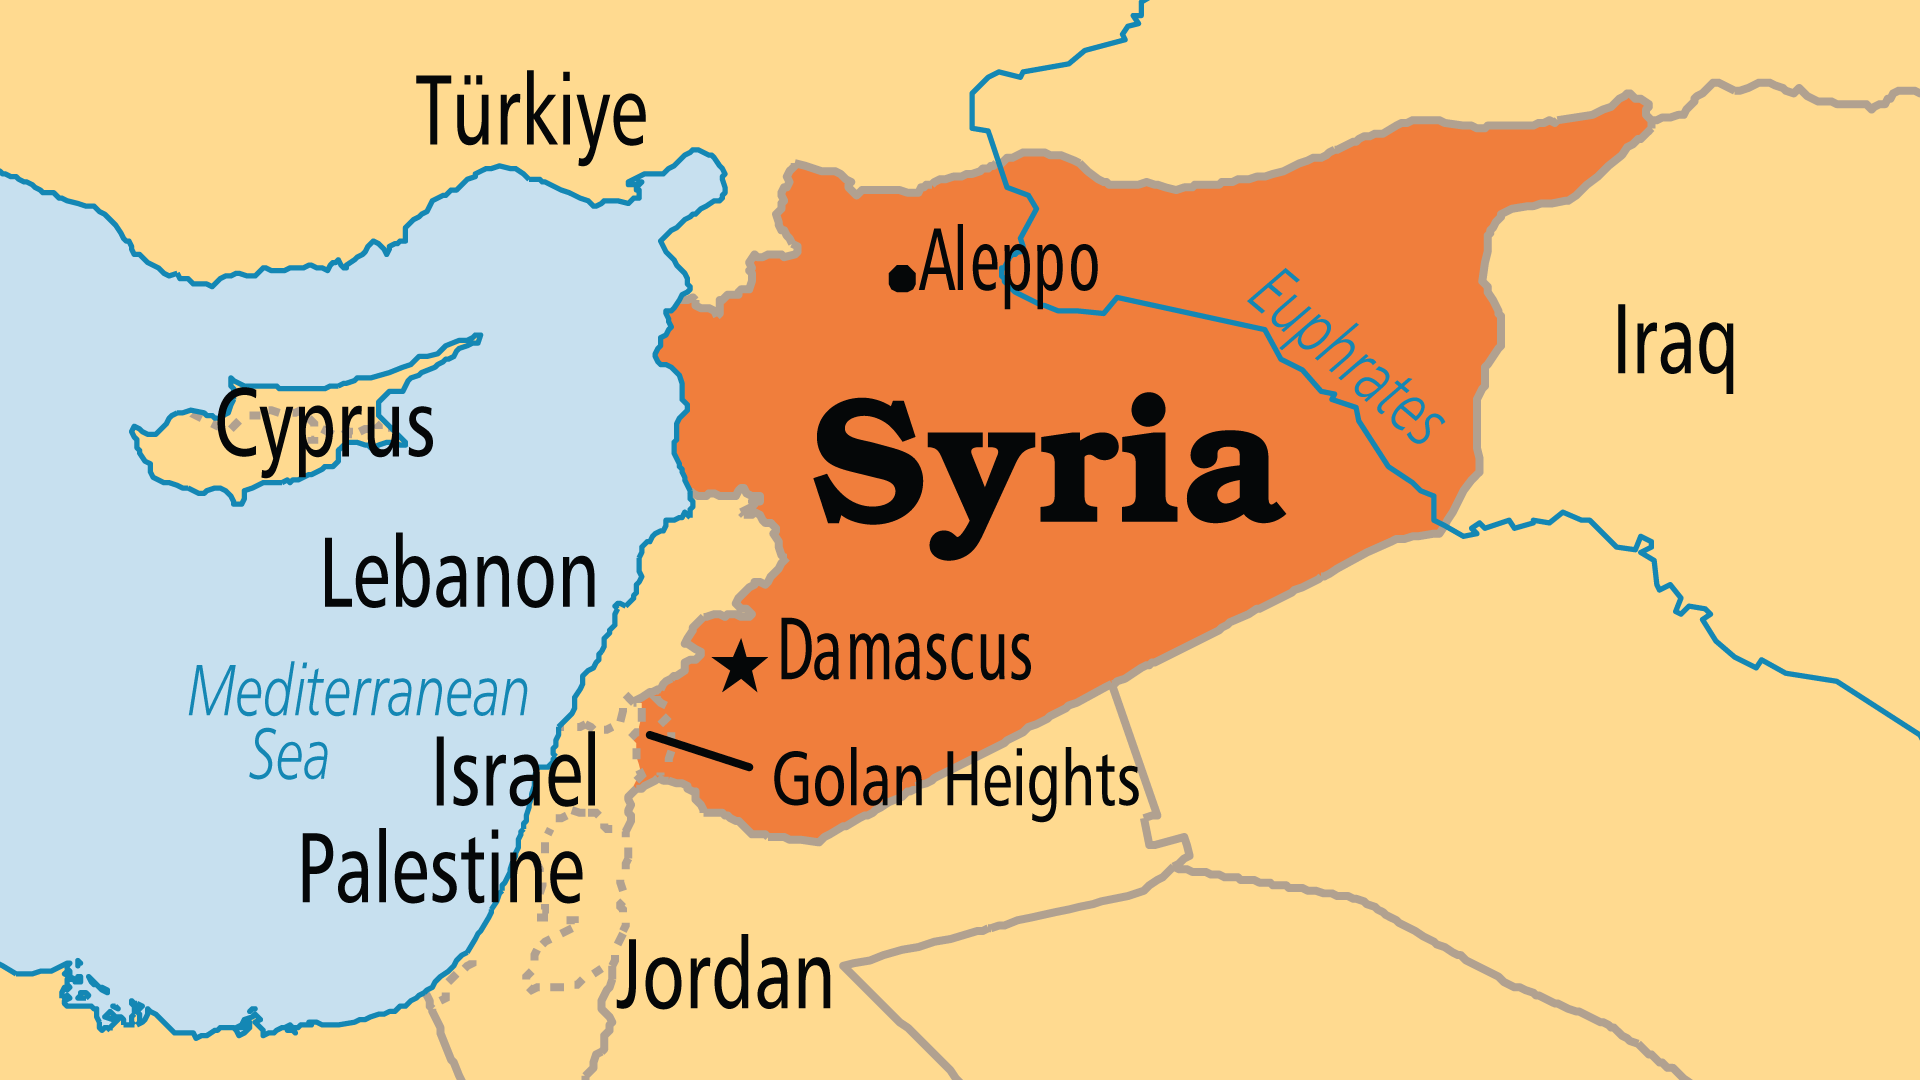 Türkiye
Aleppo
Euphrates
Iraq
Cyprus
Syria
Lebanon
Damascus
Mediterranean
Sea
Israel
Golan Heights
Palestine
Jordan